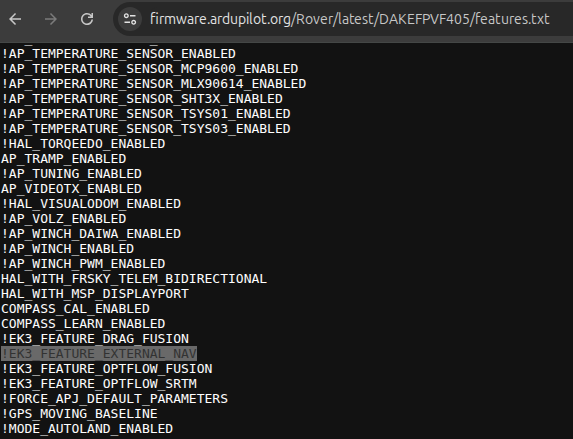 firmware.ardupilot.org/Rover/latest/DAKEFPVF405/features.txt
!AP_TEMPERATURE_SENSOR_ENABLED
!AP_TEMPERATURE_SENSOR_MCP9600_ENABLED
!AP_TEMPERATURE_SENSOR_MLX90614_ENABLED
!AP_TEMPERATURE_SENSOR_SHT3X_ENABLED
!AP_TEMPERATURE_SENSOR_TSYS01_ENABLED
!AP_TEMPERATURE_SENSOR_TSYS03_ENABLED
!HAL_TORQEEDO_ENABLED
AP_TRAMP_ENABLED
!AP_TUNING_ENABLED
AP_VIDEOTX_ENABLED
!HAL_VISUALODOM_ENABLED
!AP_VOLZ_ENABLED
!AP_WINCH_DAIWA_ENABLED
!AP_WINCH_ENABLED
!AP_WINCH_PWM_ENABLED
HAL_WITH_FRSKY_TELEM_BIDIRECTIONAL
HAL_WITH_MSP_DISPLAYPORT
COMPASS_CAL_ENABLED
COMPASS_LEARN_ENABLED
!EK3_FEATURE_DRAG_FUSION
!EK3_FEATURE_EXTERNAL_NAV
!EK3_FEATURE_OPTFLOW_FUSION
!EK3_FEATURE_OPTFLOW_SRTM
!FORCE_APJ_DEFAULT_PARAMETERS
!GPS_MOVING_BASELINE
!MODE_AUTOLAND_ENABLED